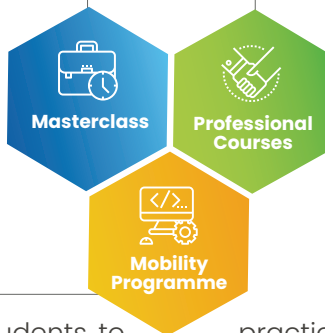 Masterclass
Professional
Courses
</>...
Mobility
Programme